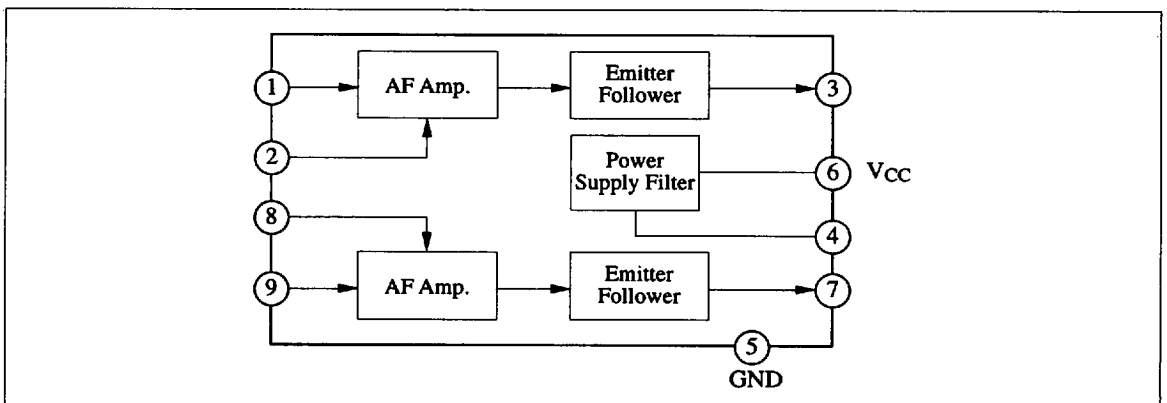 1
AF Amp.
Emitter
Follower
3
2
Power
Supply Filter
6
VCC
8
4
9
AF Amp.
Emitter
Follower
7
5
GND